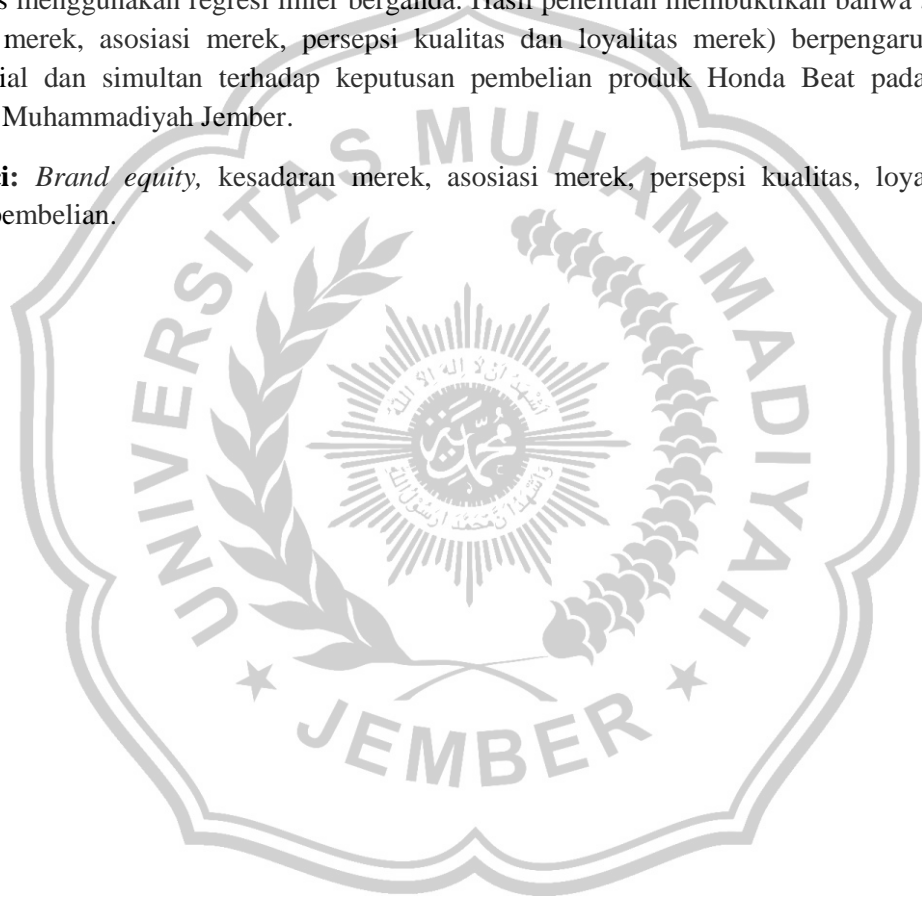 s menggunakan regresi linier berganda. Hasil penelitian membuktikan bahwa
merek, asosiasi merek, persepsi kualitas dan loyalitas merek) berpengaru
ial dan simultan terhadap keputusan pembelian produk Honda Beat pada
Muhammadiyah Jember.
i: Brand equity, kesadaran merek, asosiasi merek, persepsi kualitas, loya
pembelian.
UNIVERSITAS MUHAMMADIYAH
JEMBER